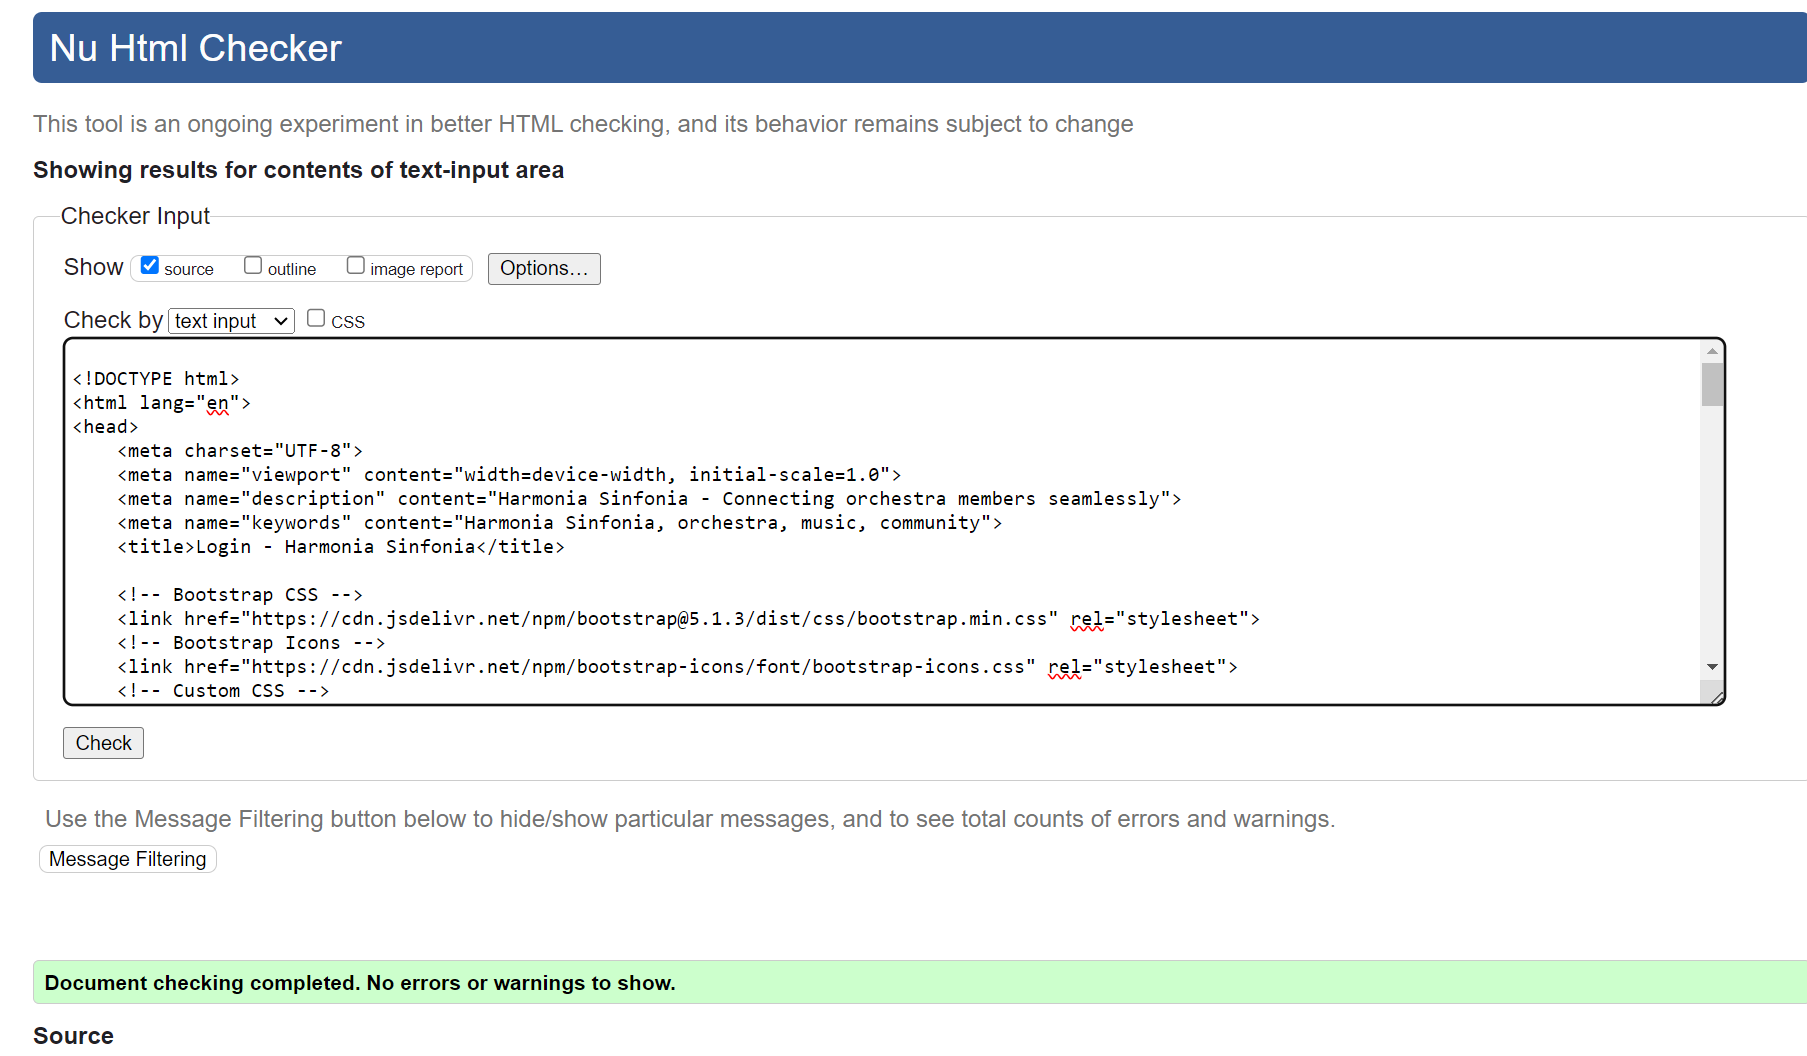 Nu Html Checker
This tool is an ongoing experiment in better HTML checking, and its behavior remains subject to change
Showing results for contents of text-input area
Checker Input
Show source outline image report Options...
Check by text input CSS
<!DOCTYPE html>
<html lang="en">
<head>
    <meta charset="UTF-8">
    <meta name="viewport" content="width=device-width, initial-scale=1.0">
    <meta name="description" content="Harmonia Sinfonia - Connecting orchestra members seamlessly">
    <meta name="keywords" content="Harmonia Sinfonia, orchestra, music, community">
    <title>Login - Harmonia Sinfonia</title>
    <!-- Bootstrap CSS -->
    <link href="https://cdn.jsdelivr.net/npm/bootstrap@5.1.3/dist/css/bootstrap.min.css" rel="stylesheet">
    <!-- Bootstrap Icons -->
    <link href="https://cdn.jsdelivr.net/npm/bootstrap-icons/font/bootstrap-icons.css" rel="stylesheet">
    <!-- Custom CSS -->
Check
Use the Message Filtering button below to hide/show particular messages, and to see total counts of errors and warnings.
Message Filtering
Document checking completed. No errors or warnings to show.
Source